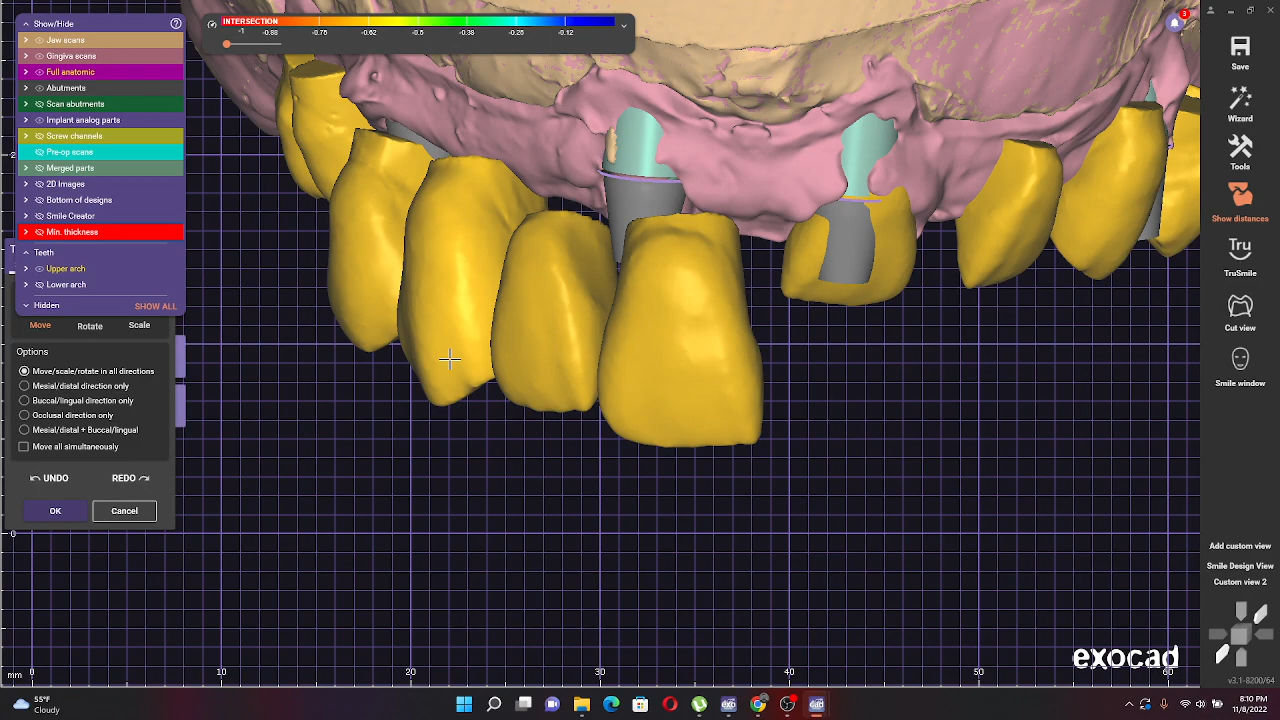 Show/Hide
Jaw scans
Gingiva scans
Full anatomic
Abutments
Scan abutments
Implant analog parts
Screw channels
Pre-op scans
Merged parts
2D Images
Bottom of designs
Smile Creator
Min. thickness
Teeth
Upper arch
Lower arch
Hidden SHOW ALL
T
Move Rotate Scale
Options
Move/scale/rotate in all directions
Mesial/distal direction only
Buccal/lingual direction only
Occlusal direction only
Mesial/distal + Buccal/lingual
Move all simultaneously
UNDO REDO
OK Cancel
INTERSECTION
-1 -0.88 -0.75 -0.62 -0.5 -0.38 -0.25 -0.12
2
0
mm 0 10 20 30 40 50 60
3
Save
Wizard
Tools
Show distances
Tru
TruSmile
Cut view
Smile window
Add custom view
Smile Design View
Custom view 2
exocad
v3.1-8200/64
55°F
Cloudy
8:10 PM
11/8/2022